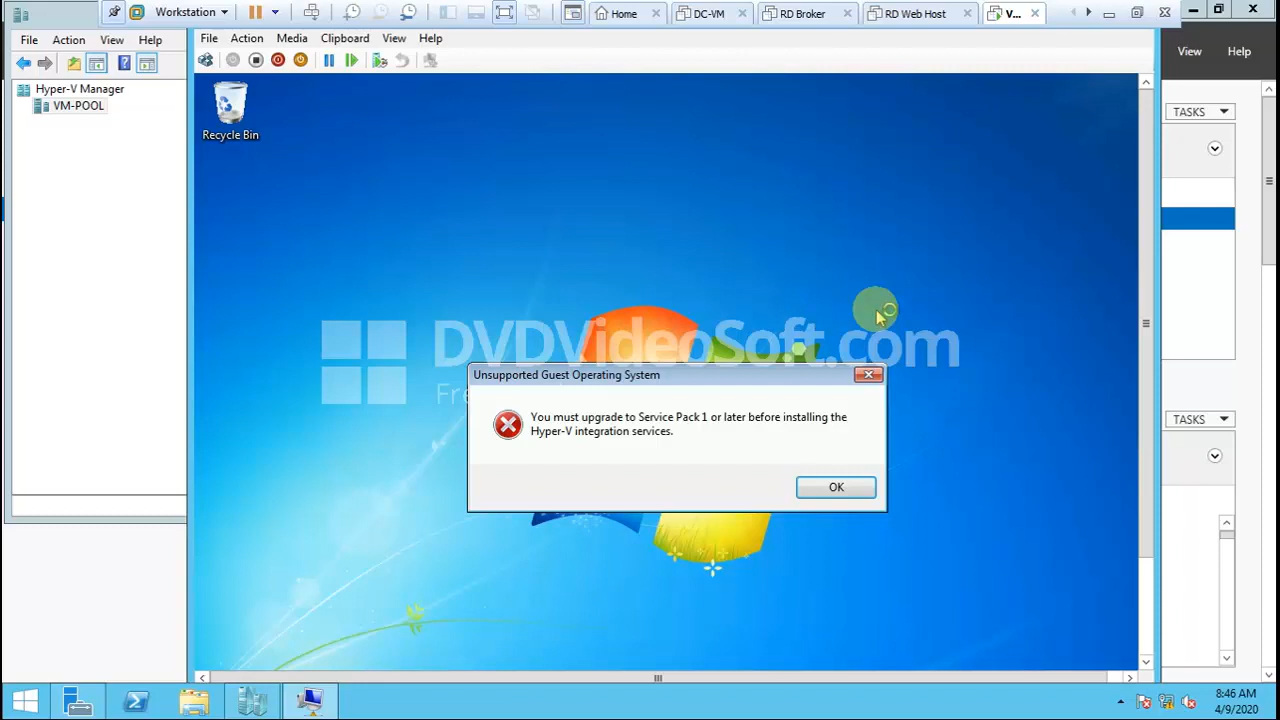 Workstation
Home
DC-VM
RD Broker
RD Web Host
V...
File Action View Help
File Action Media Clipboard View Help
View Help
Hyper-V Manager
VM-POOL
Recycle Bin
TASKS
DVDVideoSoft.com
Fre
Unsupported Guest Operating System
You must upgrade to Service Pack 1 or later before installing the
Hyper-V integration services.
OK
TASKS
8:46 AM
4/9/2020